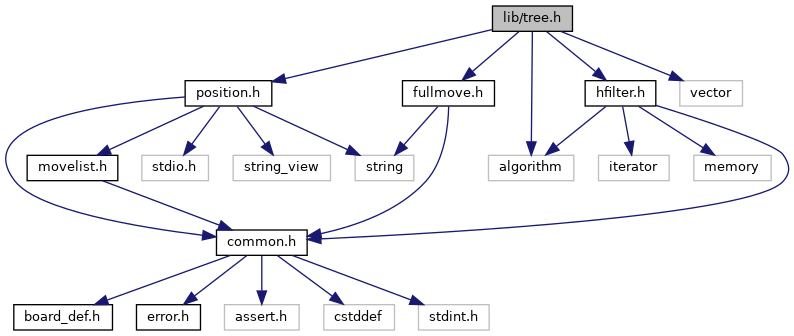 lib/tree.h
position.h
fullmove.h
hfilter.h
vector
movelist.h
stdio.h
string_view
string
algorithm
iterator
memory
common.h
board_def.h
error.h
assert.h
cstddef
stdint.h